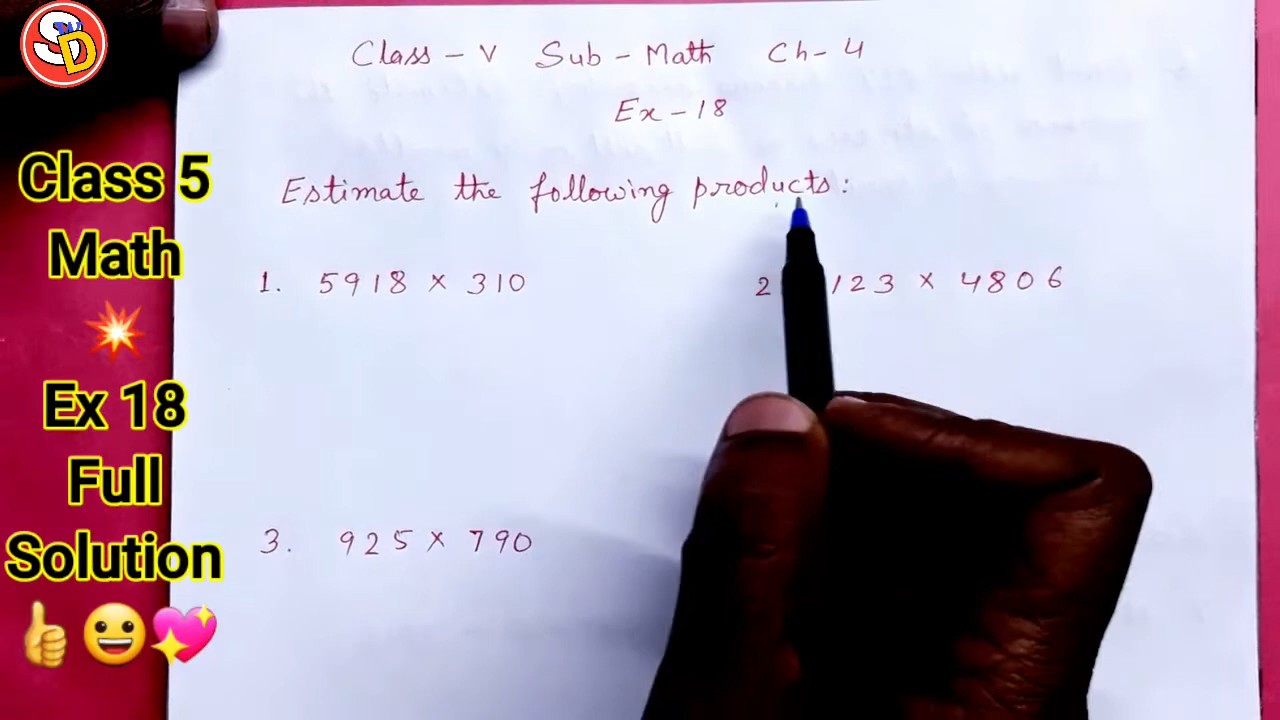 SD
Class - V Sub - Math Ch - 4
Ex - 18
Estimate the following products:
1. 5918 × 310
2 123 × 4806
3. 925 × 790
Class 5
Math
💥
Ex 18
Full
Solution
👍😀💖